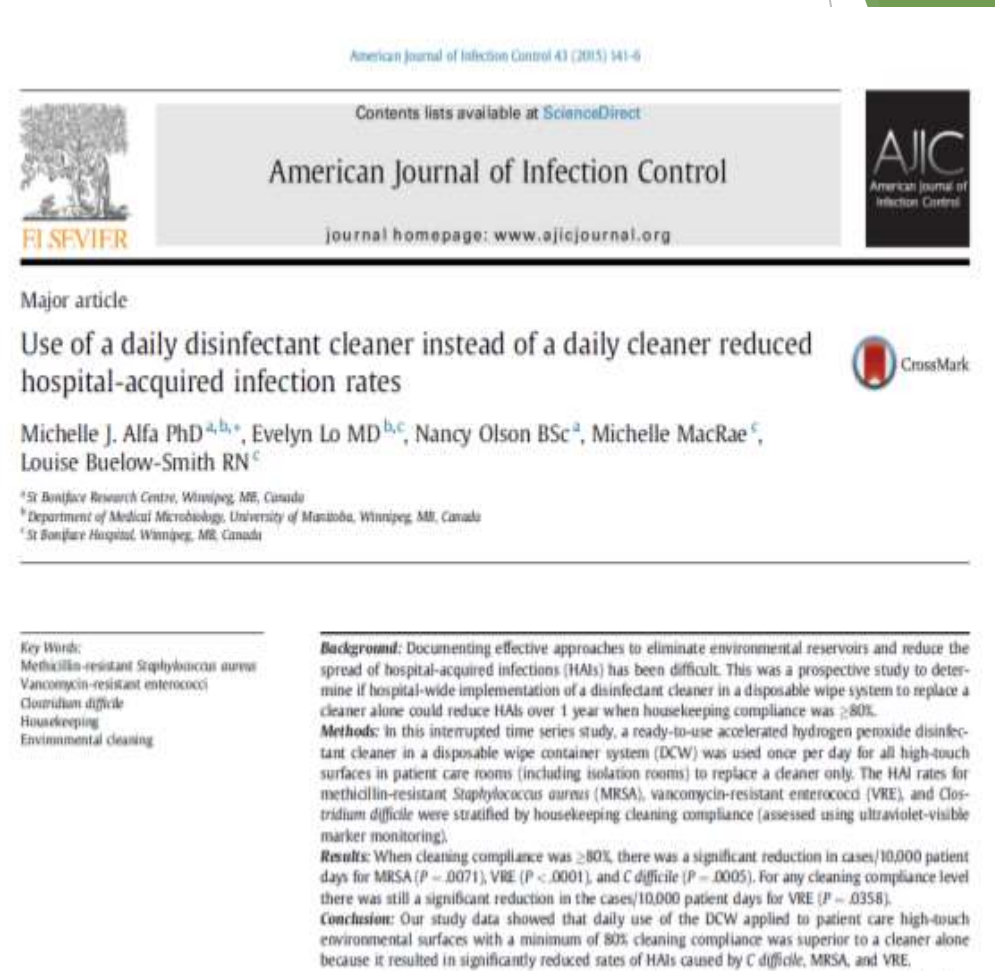 American Journal of Infection Control 43 (2015) 141-6
Contents lists available at ScienceDirect
American Journal of Infection Control
journal homepage: www.ajicjournal.org
ELSEVIER
AJIC
American Journal of
Infection Control
Major article
Use of a daily disinfectant cleaner instead of a daily cleaner reduced
hospital-acquired infection rates
CrossMark
Michelle J. Alfa PhD a,b,*, Evelyn Lo MD b,c, Nancy Olson BSc a, Michelle MacRae c,
Louise Buelow-Smith RN c
a St Boniface Research Centre, Winnipeg, MB, Canada
b Department of Medical Microbiology, University of Manitoba, Winnipeg, MB, Canada
c St Boniface Hospital, Winnipeg, MB, Canada
Key Words:
Methicillin-resistant Staphylococcus aureus
Vancomycin-resistant enterococci
Clostridium difficile
Housekeeping
Environmental cleaning
Background: Documenting effective approaches to eliminate environmental reservoirs and reduce the
spread of hospital-acquired infections (HAIs) has been difficult. This was a prospective study to deter-
mine if hospital-wide implementation of a disinfectant cleaner in a disposable wipe system to replace a
cleaner alone could reduce HAIs over 1 year when housekeeping compliance was ≥80%.
Methods: In this interrupted time series study, a ready-to-use accelerated hydrogen peroxide disinfec-
tant cleaner in a disposable wipe container system (DCW) was used once per day for all high-touch
surfaces in patient care rooms (including isolation rooms) to replace a cleaner only. The HAI rates for
methicillin-resistant Staphylococcus aureus (MRSA), vancomycin-resistant enterococci (VRE), and Clos-
tridium difficile were stratified by housekeeping cleaning compliance (assessed using ultraviolet-visible
marker monitoring).
Results: When cleaning compliance was ≥80%, there was a significant reduction in cases/10,000 patient
days for MRSA (P = .0071), VRE (P < .0001), and C difficile (P = .0005). For any cleaning compliance level
there was still a significant reduction in the cases/10,000 patient days for VRE (P = .0358).
Conclusion: Our study data showed that daily use of the DCW applied to patient care high-touch
environmental surfaces with a minimum of 80% cleaning compliance was superior to a cleaner alone
because it resulted in significantly reduced rates of HAIs caused by C difficile, MRSA, and VRE.